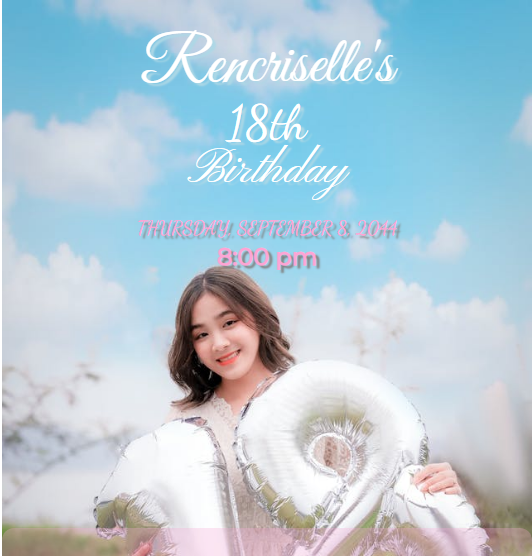 Rencriselle's
18th
Birthday
THURSDAY, SEPTEMBER 8, 2044
8:00 pm